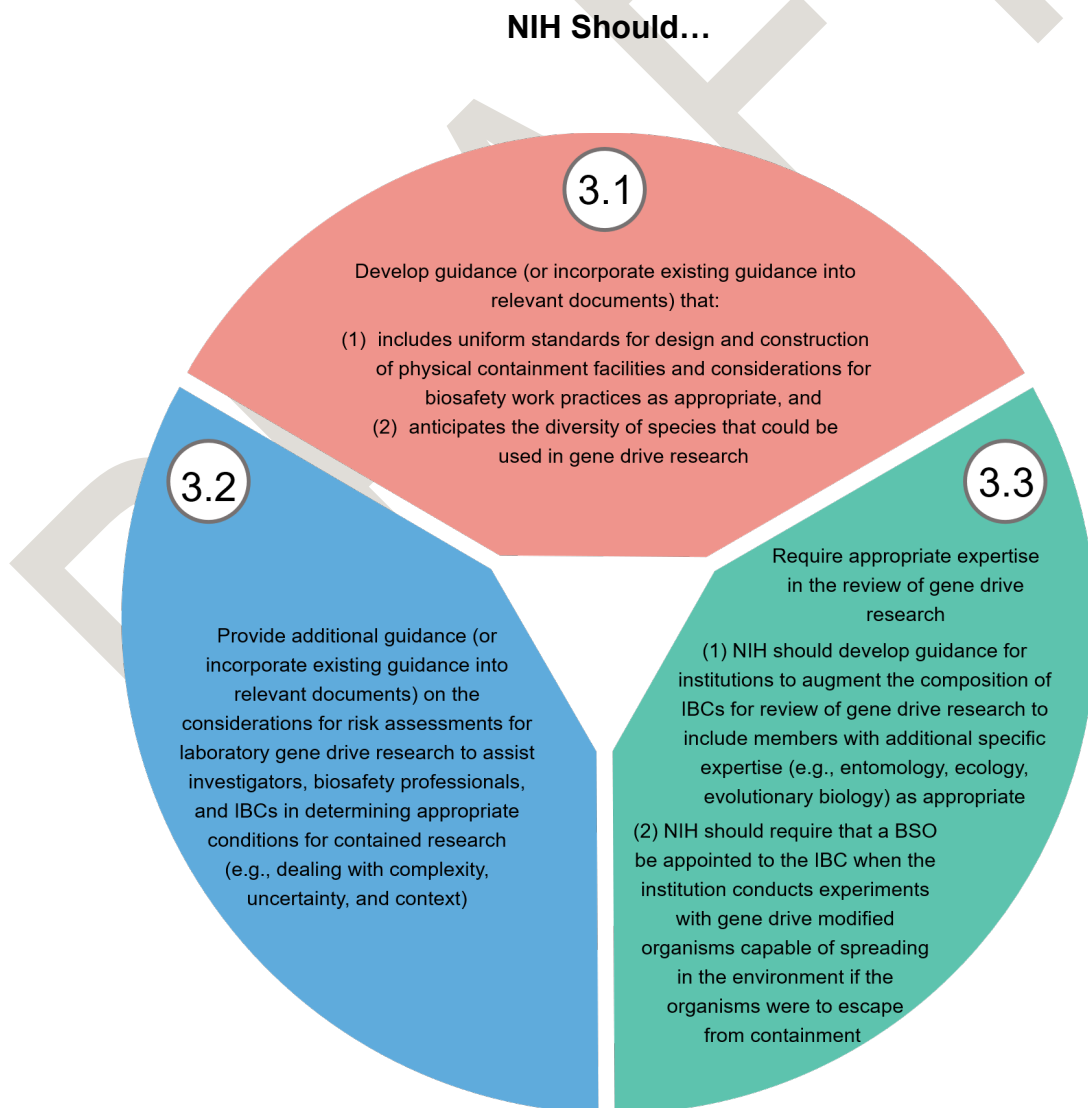 NIH Should…
3.1
Develop guidance (or incorporate existing guidance into
relevant documents) that:
(1) includes uniform standards for design and construction
of physical containment facilities and considerations for
biosafety work practices as appropriate, and
(2) anticipates the diversity of species that could be
used in gene drive research
3.2
Provide additional guidance (or
incorporate existing guidance into
relevant documents) on the
considerations for risk assessments for
laboratory gene drive research to assist
investigators, biosafety professionals,
and IBCs in determining appropriate
conditions for contained research
(e.g., dealing with complexity,
uncertainty, and context)
3.3
Require appropriate expertise
in the review of gene drive
research
(1) NIH should develop guidance for
institutions to augment the composition of
IBCs for review of gene drive research to
include members with additional specific
expertise (e.g., entomology, ecology,
evolutionary biology) as appropriate
(2) NIH should require that a BSO
be appointed to the IBC when the
institution conducts experiments
with gene drive modified
organisms capable of spreading
in the environment if the
organisms were to escape
from containment